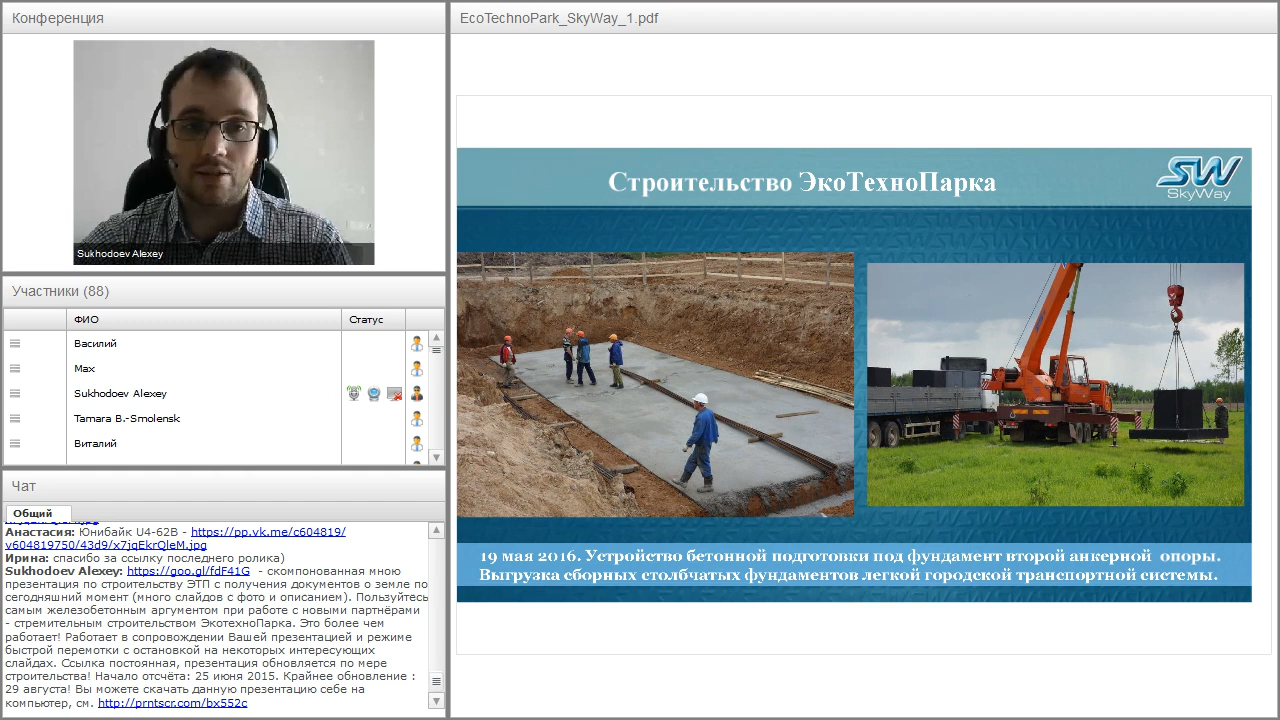 Конференция
Sukhodoev Alexey
Участники (88)
ФИО
Статус
Василий
Max
Sukhodoev Alexey
Tamara B.-Smolensk
Виталий
Чат
Общий
Анастасия: Юнибайк U4-62B - https://pp.vk.me/c604819/
v604819750/43d9/x7jqEkrQleM.jpg
Ирина: спасибо за ссылку последнего ролика)
Sukhodoev Alexey: https://goo.gl/fdF41G - скомпонованная мною
презентация по строительству ЭТП с получения документов о земле по
сегодняшний момент (много слайдов с фото и описанием). Пользуйтесь
самым железобетонным аргументом при работе с новыми партнёрами
- стремительным строительством ЭкотехноПарка. Это более чем
работает! Работает в сопровождении Вашей презентацией и режиме
быстрой перемотки с остановкой на некоторых интересующих
слайдах. Ссылка постоянная, презентация обновляется по мере
строительства! Начало отсчёта: 25 июня 2015. Крайнее обновление :
29 августа! Вы можете скачать данную презентацию себе на
компьютер, см. http://prntscr.com/bx552c
EcoTechnoPark_SkyWay_1.pdf
Строительство ЭкоТехноПарка
SW
SkyWay
19 мая 2016. Устройство бетонной подготовки под фундамент второй анкерной опоры.
Выгрузка сборных столбчатых фундаментов легкой городской транспортной системы.